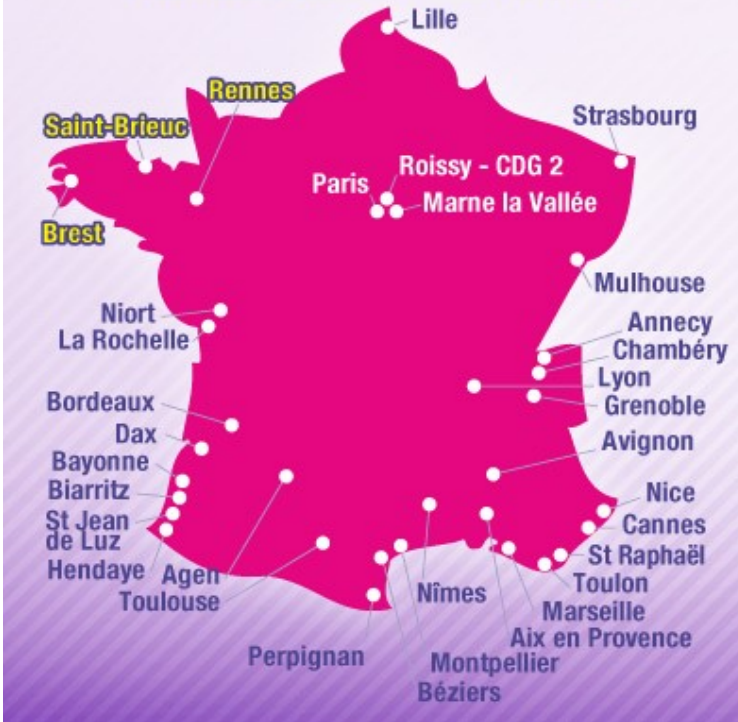 Lille
Rennes
Strasbourg
Saint-Brieuc
Roissy - CDG 2
Paris
Marne la Vallée
Brest
Mulhouse
Niort
La Rochelle
Annecy
Chambéry
Lyon
Grenoble
Bordeaux
Dax
Avignon
Bayonne
Biarritz
St Jean
de Luz
Hendaye
Nice
Cannes
St Raphaël
Agen
Toulouse
Nîmes
Toulon
Marseille
Aix en Provence
Perpignan
Montpellier
Béziers